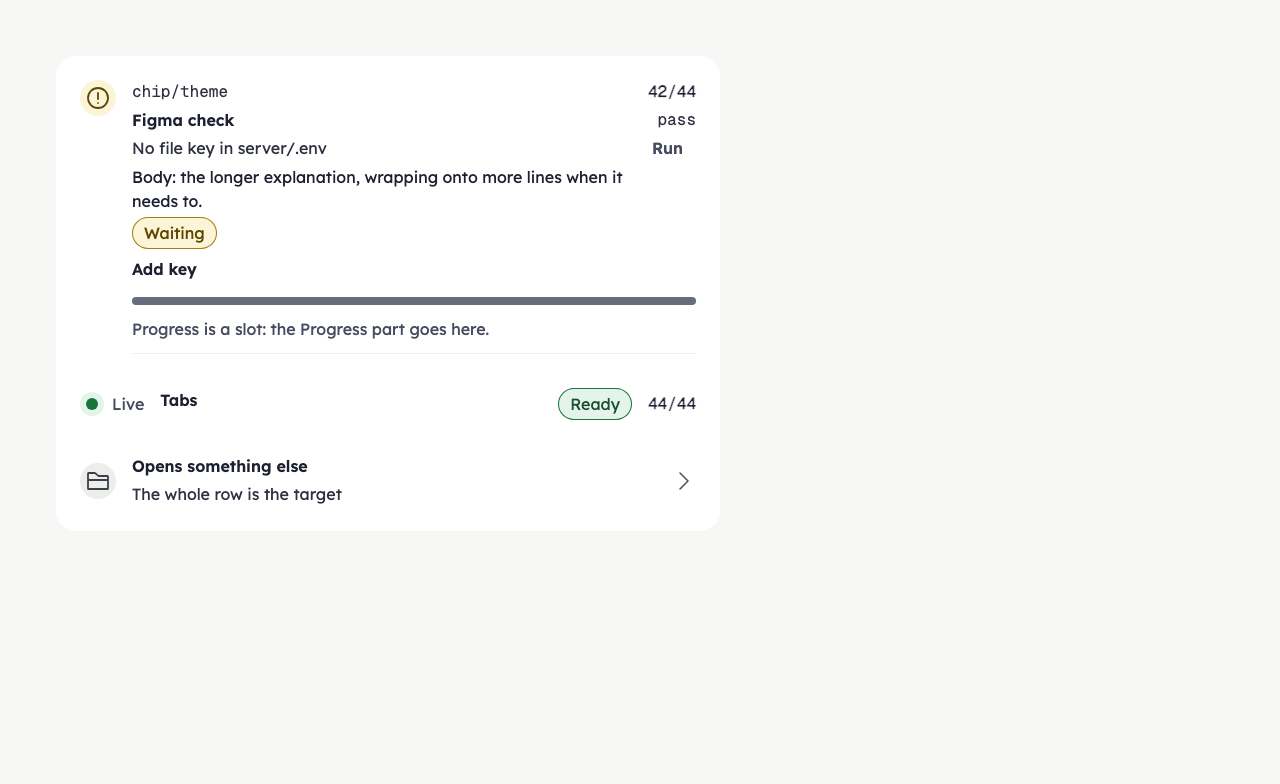 chip/theme 42/44
Figma check pass
No file key in server/.env Run
Body: the longer explanation, wrapping onto more lines when it
needs to.
Waiting
Add key
Progress is a slot: the Progress part goes here.
Live Tabs Ready 44/44
Opens something else
The whole row is the target